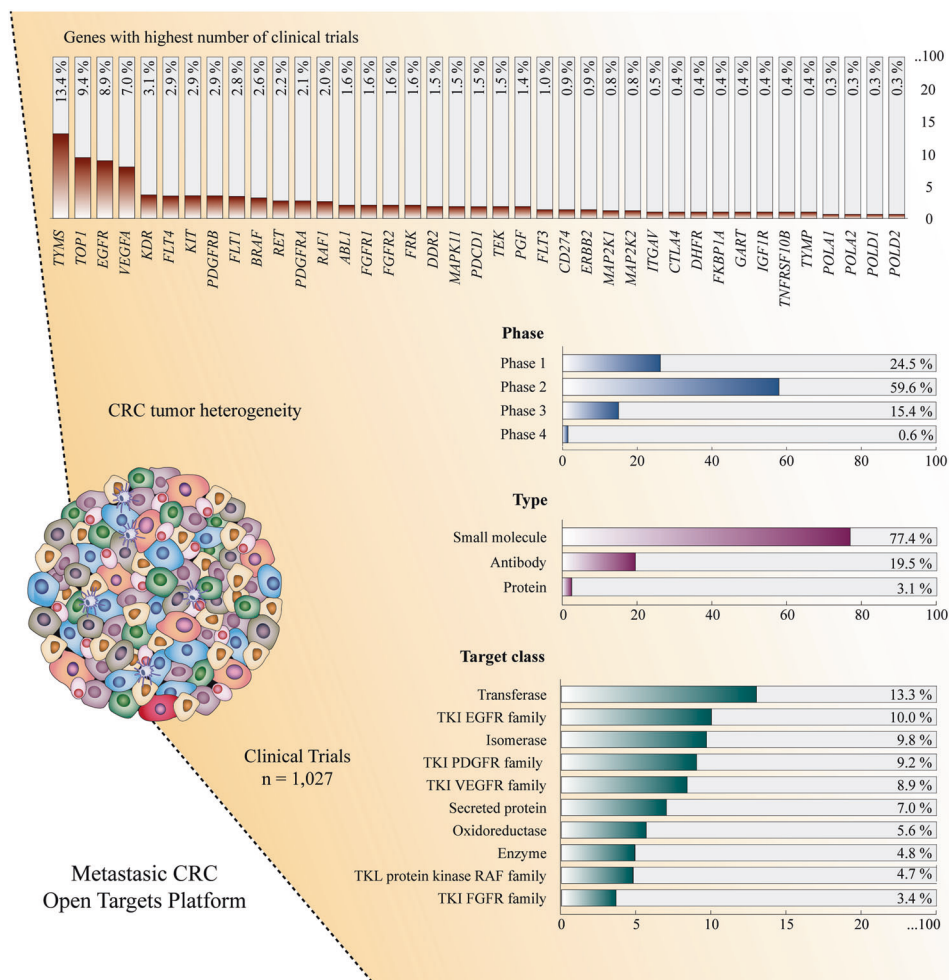 Genes with highest number of clinical trials
..100
20
15
10
5
0
13.4 %
9.4 %
8.9 %
7.0 %
3.1 %
2.9 %
2.9 %
2.9 %
2.8 %
2.6 %
2.2 %
2.1 %
2.0 %
1.6 %
1.6 %
1.6 %
1.6 %
1.5 %
1.5 %
1.5 %
1.5 %
1.4 %
1.0 %
0.9 %
0.9 %
0.8 %
0.8 %
0.5 %
0.4 %
0.4 %
0.4 %
0.4 %
0.4 %
0.4 %
0.4 %
0.3 %
0.3 %
0.3 %
0.3 %
TYMS
TOP1
EGFR
VEGFA
KDR
FLT4
KIT
PDGFRB
FLT1
BRAF
RET
PDGFRA
RAF1
ABL1
FGFR1
FGFR2
FRK
DDR2
MAPK11
PDCD1
TEK
PGF
FLT3
CD274
ERBB2
MAP2K1
MAP2K2
ITGAV
CTLA4
DHFR
FKBP1A
GART
IGF1R
TNFRSF10B
TYMP
POLA1
POLA2
POLD1
POLD2
Phase
Phase 1 24.5 %
Phase 2 59.6 %
Phase 3 15.4 %
Phase 4 0.6 %
0 20 40 60 80 100
CRC tumor heterogeneity
Type
Small molecule 77.4 %
Antibody 19.5 %
Protein 3.1 %
0 20 40 60 80 100
Target class
Transferase 13.3 %
TKI EGFR family 10.0 %
Isomerase 9.8 %
TKI PDGFR family 9.2 %
TKI VEGFR family 8.9 %
Secreted protein 7.0 %
Oxidoreductase 5.6 %
Enzyme 4.8 %
TKL protein kinase RAF family 4.7 %
TKI FGFR family 3.4 %
0 5 10 15 20 ...100
Clinical Trials
n = 1,027
Metastasic CRC
Open Targets Platform